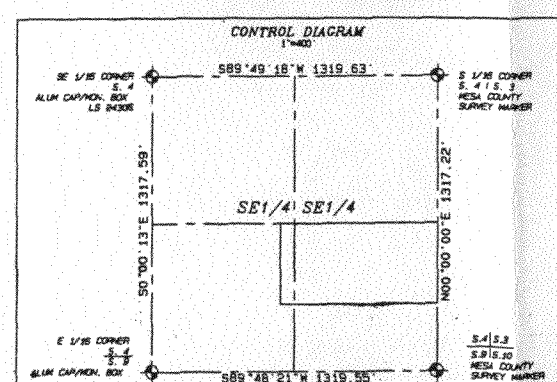 CONTROL DIAGRAM
1"=400
SE 1/16 CORNER
S. 4
ALUM CAP/MON. BOX
LS 24306
S89°49'18"W 1319.63'
S 1/16 CORNER
S. 4 | S. 3
MESA COUNTY
SURVEY MARKER
S0°00'13"E 1317.59'
N00°00'00"E 1317.22'
SE1/4 SE1/4
E 1/16 CORNER
ALUM CAP/MON. BOX
S89°48'21"W 1319.55'
S.4 S.3
S.9 S.10
MESA COUNTY
SURVEY MARKER